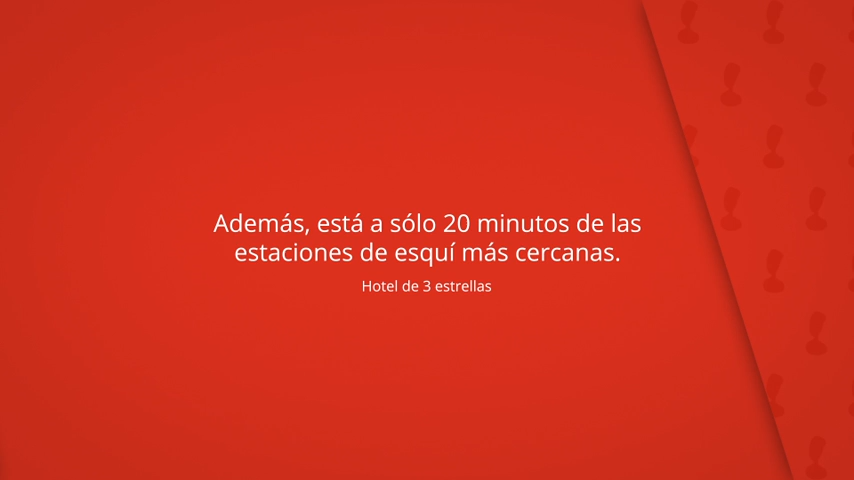 Además, está a sólo 20 minutos de las
estaciones de esquí más cercanas.
Hotel de 3 estrellas